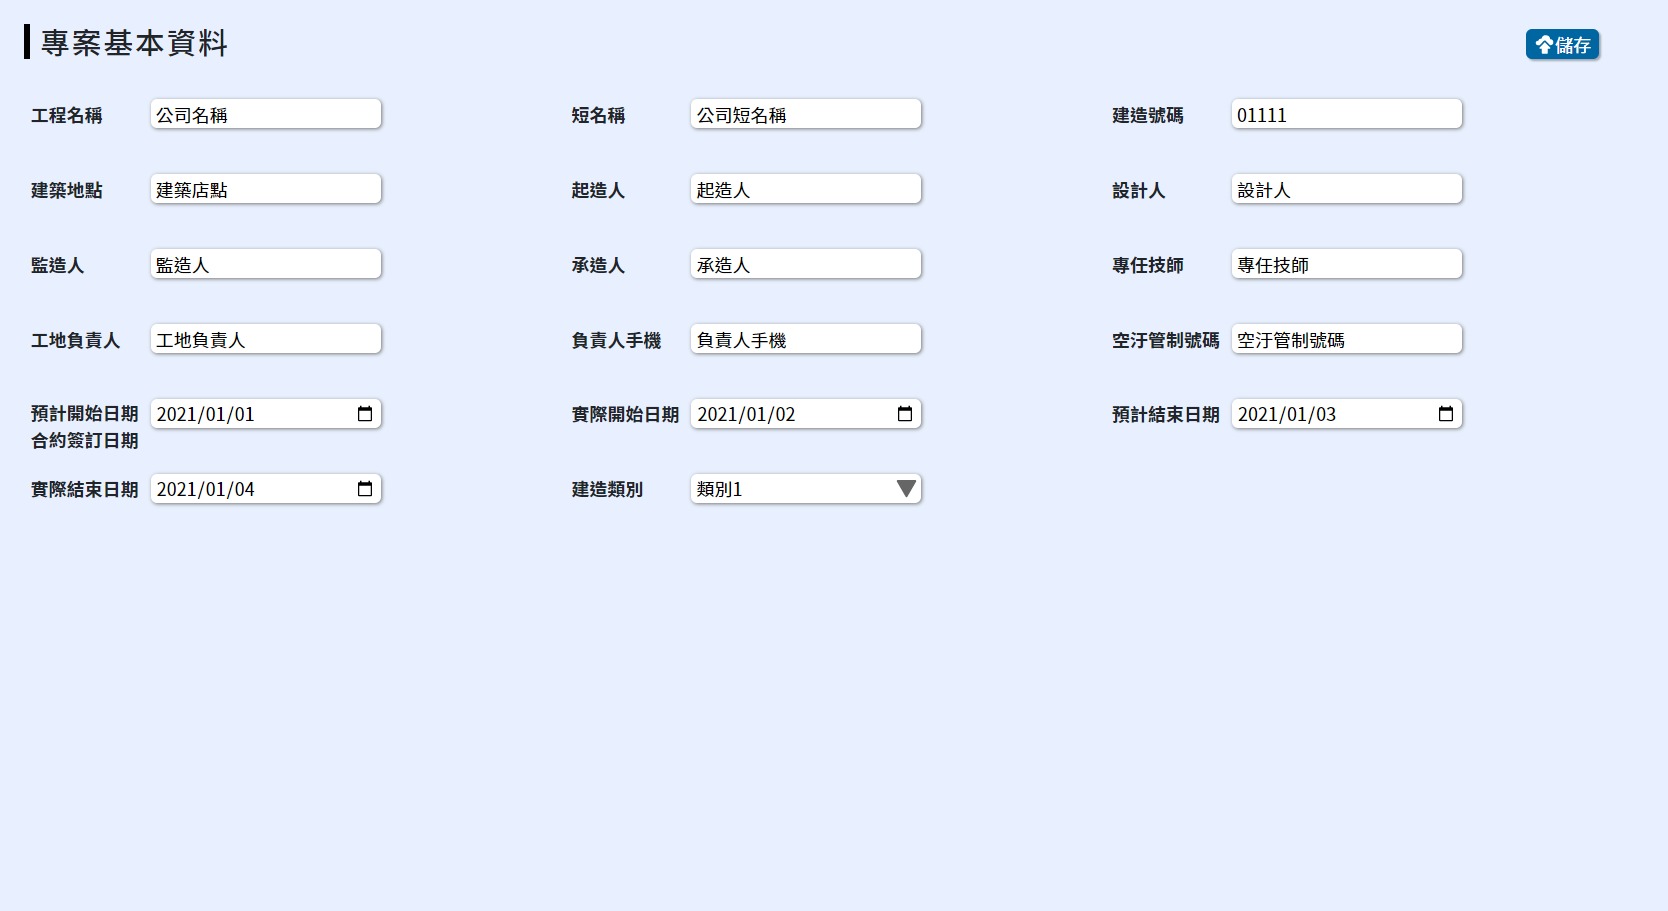 專案基本資料
儲存
工程名稱 公司名稱 短名稱 公司短名稱 建造號碼 01111
建築地點 建築店點 起造人 起造人 設計人 設計人
監造人 監造人 承造人 承造人 專任技師 專任技師
工地負責人 工地負責人 負責人手機 負責人手機 空汙管制號碼 空汙管制號碼
預計開始日期 2021/01/01 實際開始日期 2021/01/02 預計結束日期 2021/01/03
合約簽訂日期
實際結束日期 2021/01/04 建造類別 類別1